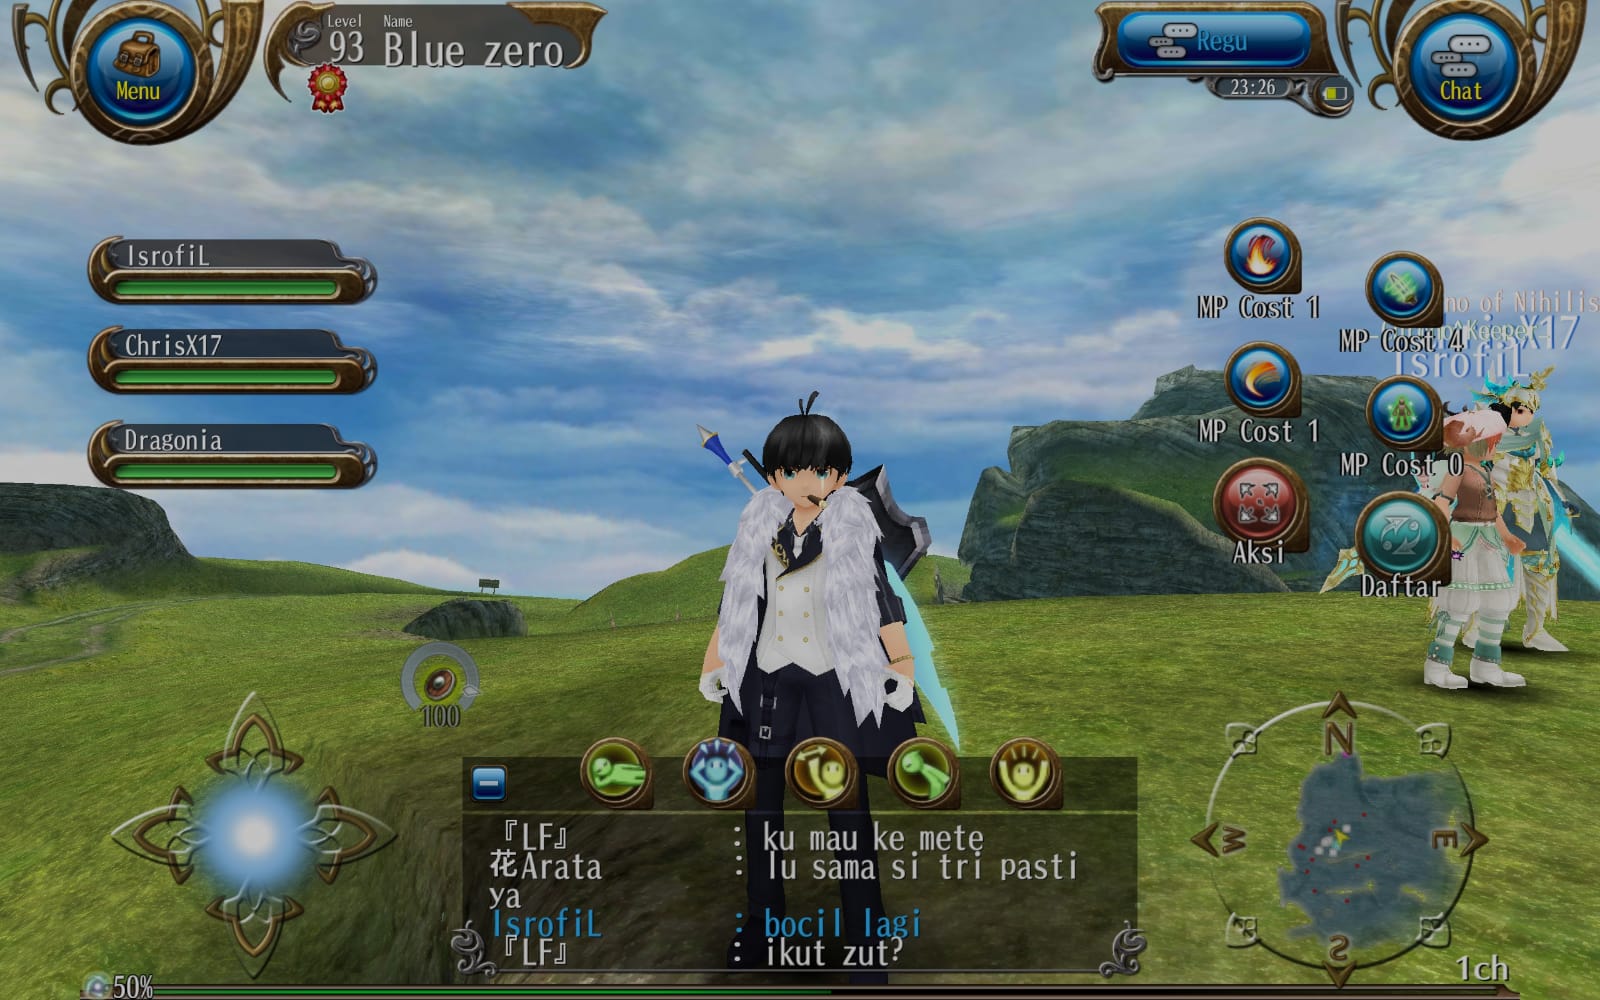 Menu
Level Name
93 Blue zero
Regu
23:26
Chat
IsrofiL
ChrisX17
Dragonia
MP Cost 1
MP Cost 4
IsrofiL
MP Cost 1
MP Cost 0
Aksi
Daftar
100
N
E
S
W
『LF』 : ku mau ke mete
花Arata : lu sama si tri pasti
ya
IsrofiL : bocil lagi
『LF』 : ikut zut?
1ch
50%